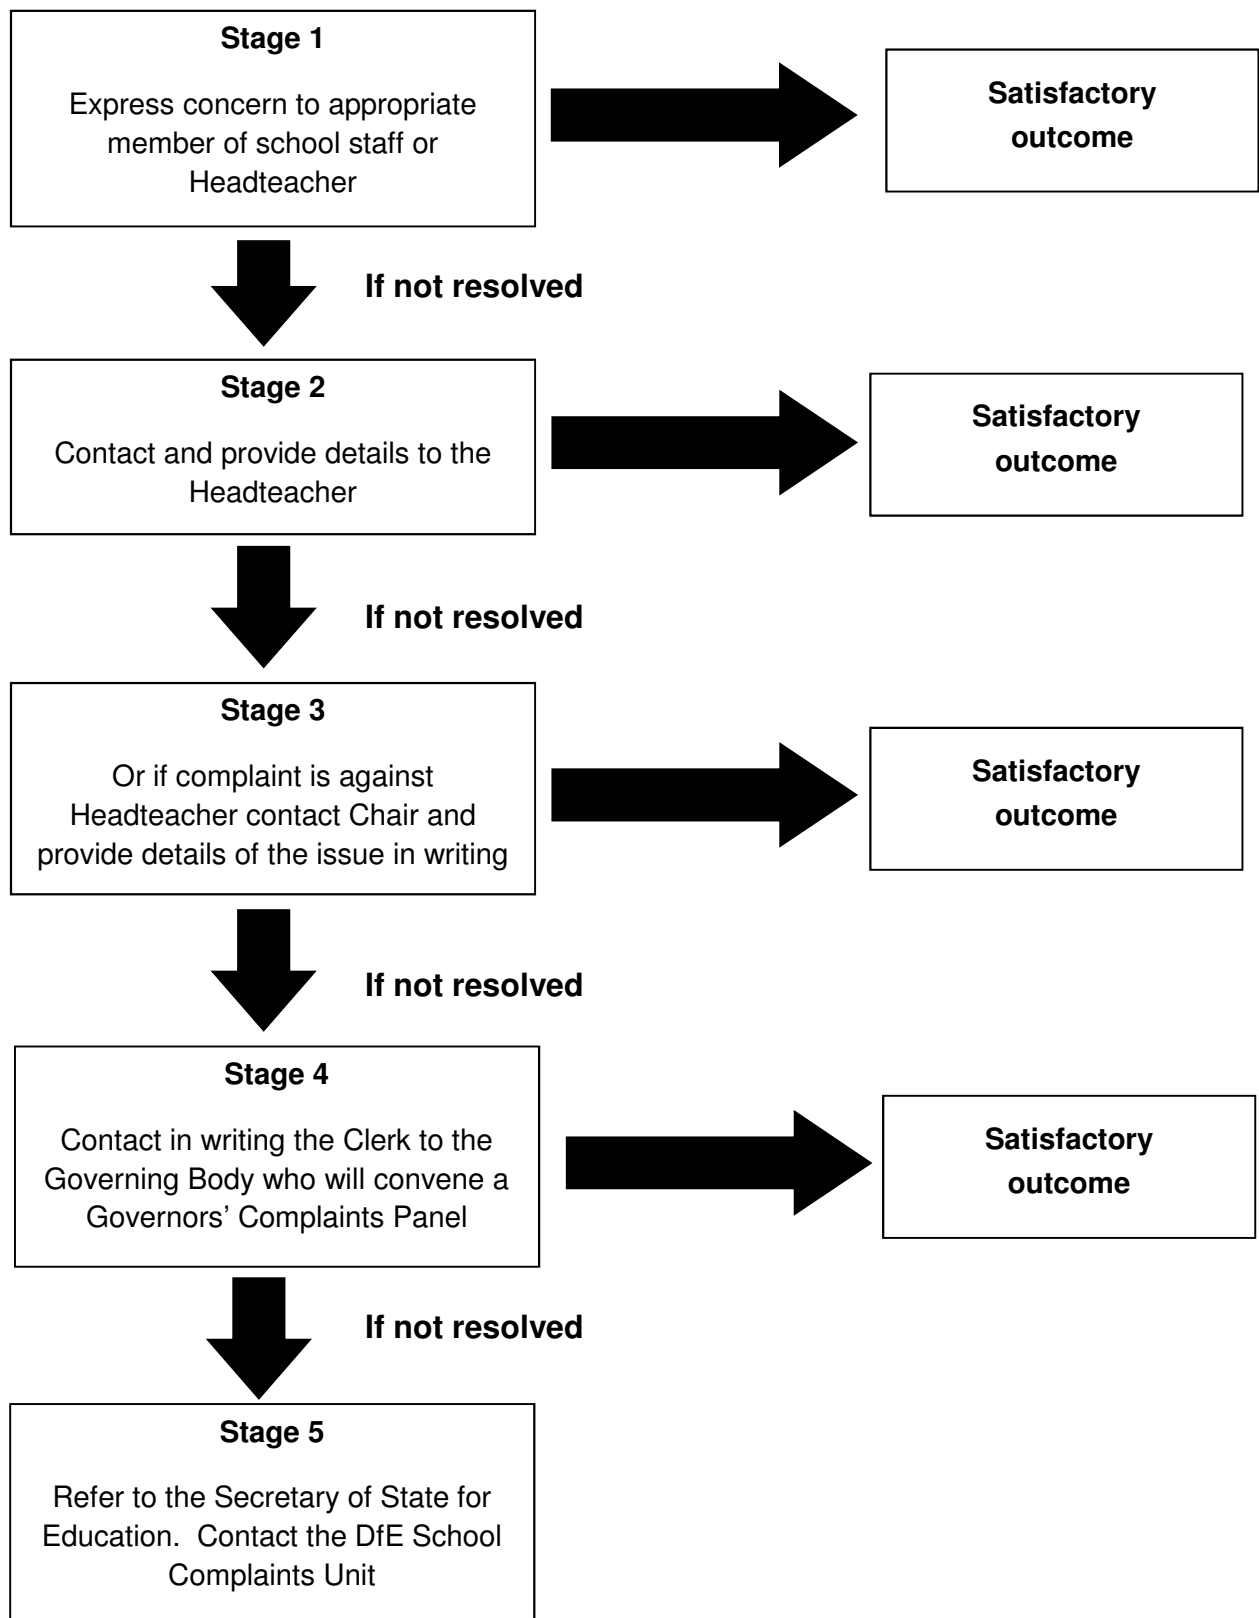 Stage 1
Express concern to appropriate
member of school staff or
Headteacher
Satisfactory
outcome
If not resolved
Stage 2
Contact and provide details to the
Headteacher
Satisfactory
outcome
If not resolved
Stage 3
Or if complaint is against
Headteacher contact Chair and
provide details of the issue in writing
Satisfactory
outcome
If not resolved
Stage 4
Contact in writing the Clerk to the
Governing Body who will convene a
Governors’ Complaints Panel
Satisfactory
outcome
If not resolved
Stage 5
Refer to the Secretary of State for
Education.  Contact the DfE School
Complaints Unit